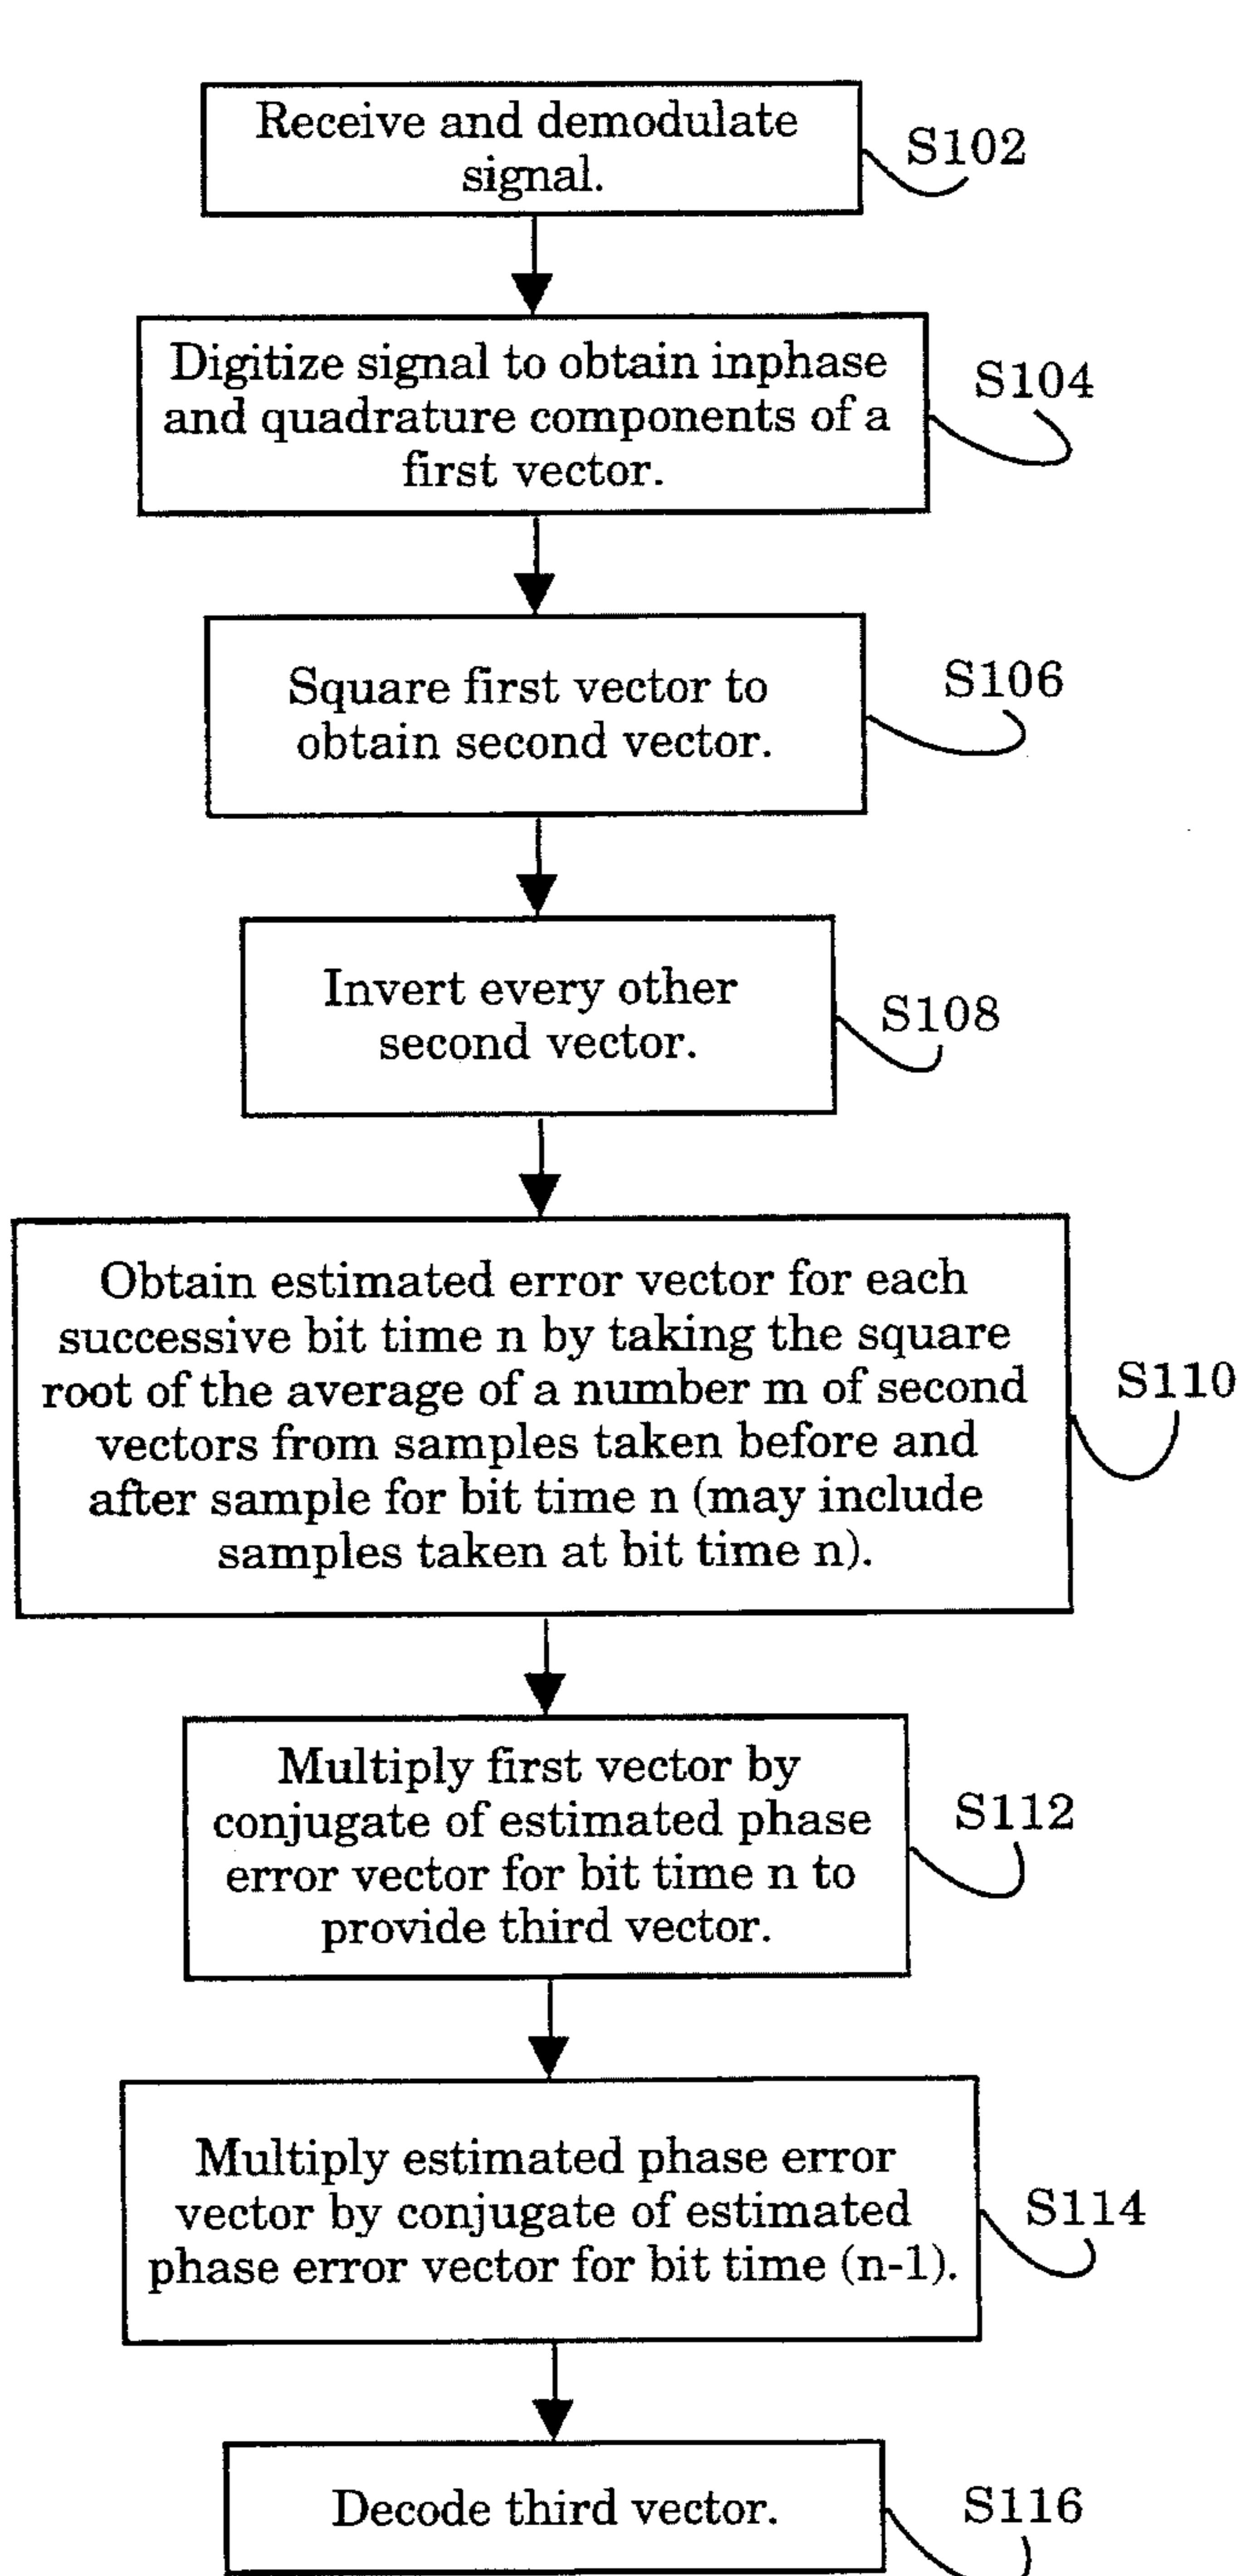 Receive and demodulate
signal.
S102
Digitize signal to obtain inphase
and quadrature components of a
first vector.
S104
Square first vector to
obtain second vector.
S106
Invert every other
second vector.
S108
Obtain estimated error vector for each
successive bit time n by taking the square
root of the average of a number m of second
vectors from samples taken before and
after sample for bit time n (may include
samples taken at bit time n).
S110
Multiply first vector by
conjugate of estimated phase
error vector for bit time n to
provide third vector.
S112
Multiply estimated phase error
vector by conjugate of estimated
phase error vector for bit time (n-1).
S114
Decode third vector.
S116